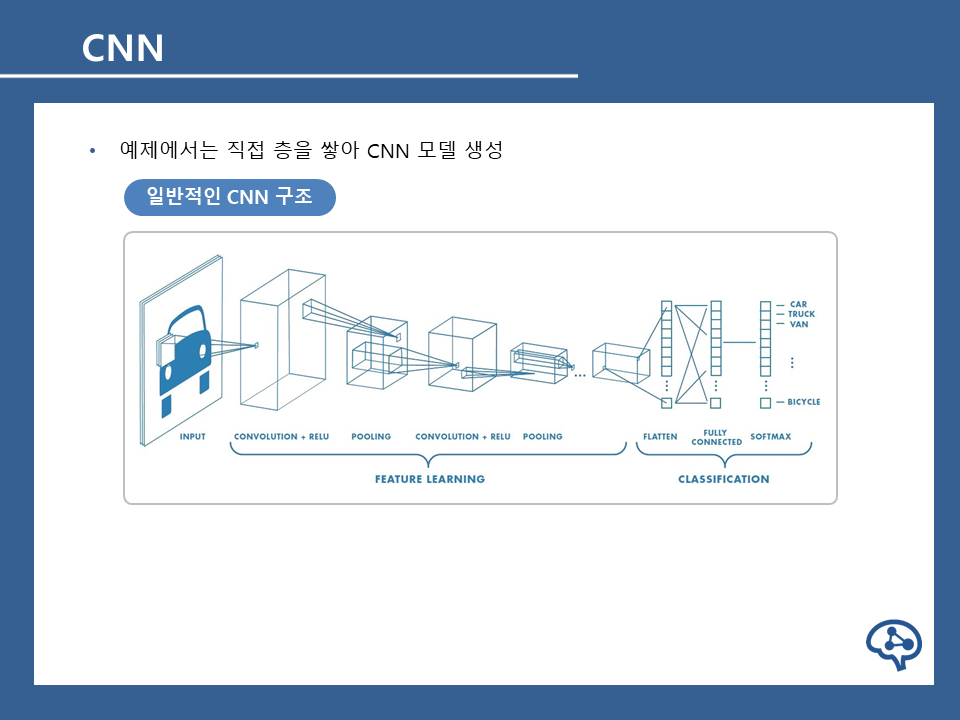 CNN
• 예제에서는 직접 층을 쌓아 CNN 모델 생성
일반적인 CNN 구조
CAR
TRUCK
VAN
BICYCLE
INPUT
CONVOLUTION + RELU
POOLING
CONVOLUTION + RELU
POOLING
FLATTEN
FULLY
CONNECTED
SOFTMAX
FEATURE LEARNING
CLASSIFICATION